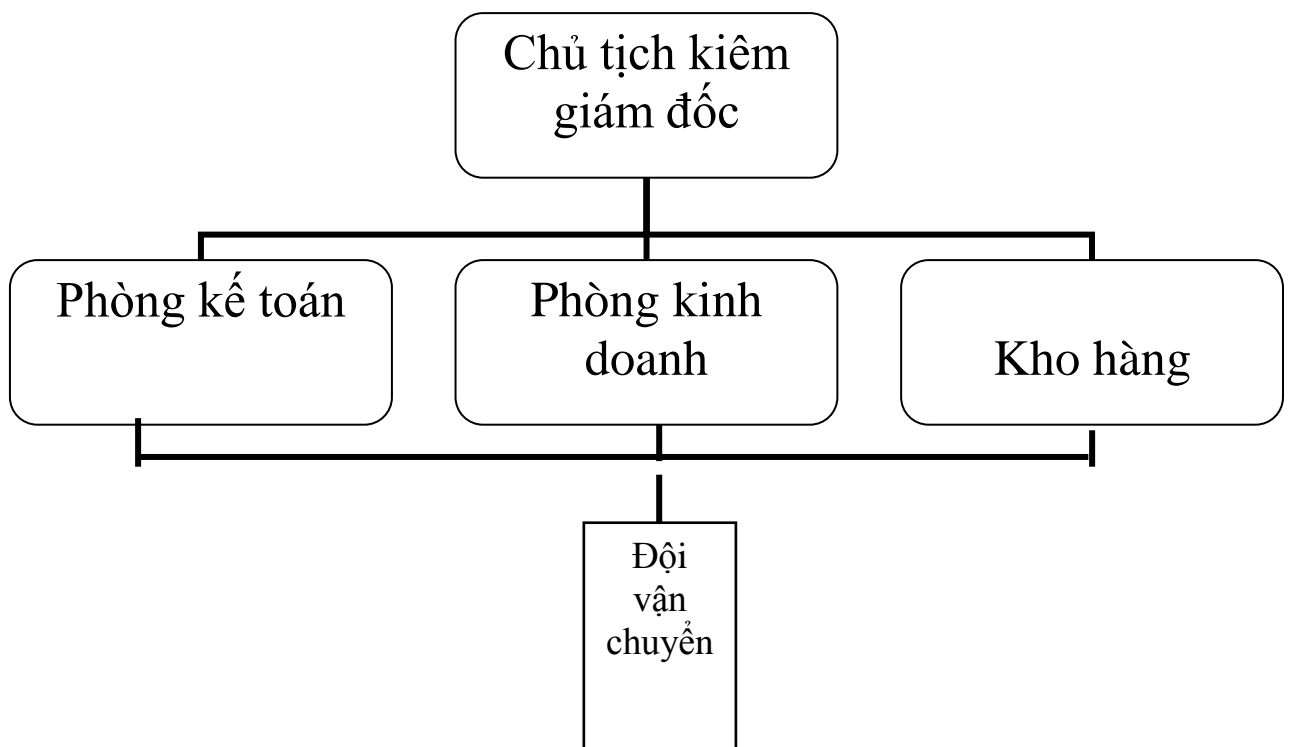 Chủ tịch kiêm
giám đốc
Phòng kế toán
Phòng kinh
doanh
Kho hàng
Đội
vận
chuyển